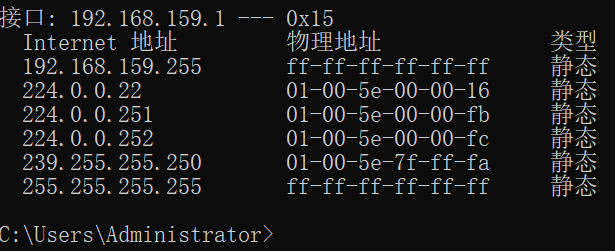 接口: 192.168.159.1 --- 0x15
Internet 地址 物理地址 类型
192.168.159.255 ff-ff-ff-ff-ff-ff 静态
224.0.0.22 01-00-5e-00-00-16 静态
224.0.0.251 01-00-5e-00-00-fb 静态
224.0.0.252 01-00-5e-00-00-fc 静态
239.255.255.250 01-00-5e-7f-ff-fa 静态
255.255.255.255 ff-ff-ff-ff-ff-ff 静态
C:\Users\Administrator>